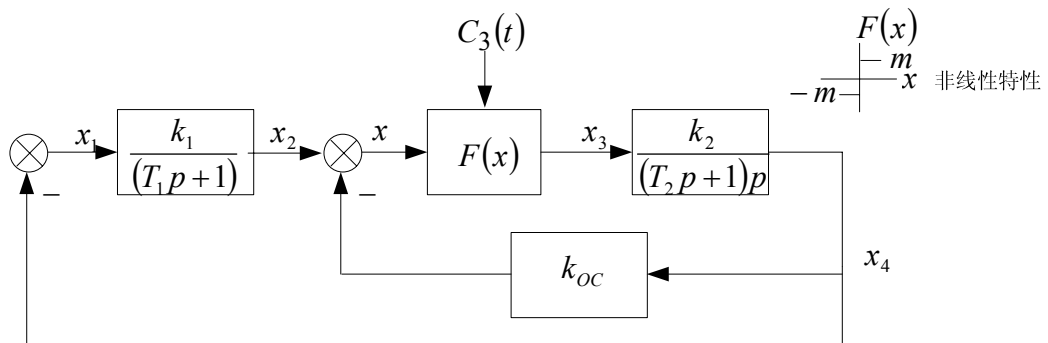 C₃(t)
F(x)
m
x 非线性特性
− m
x₁
k₁
(T₁p + 1)
x₂
x
F(x)
x₃
k₂
(T₂p + 1)p
−
−
k_OC
x₄